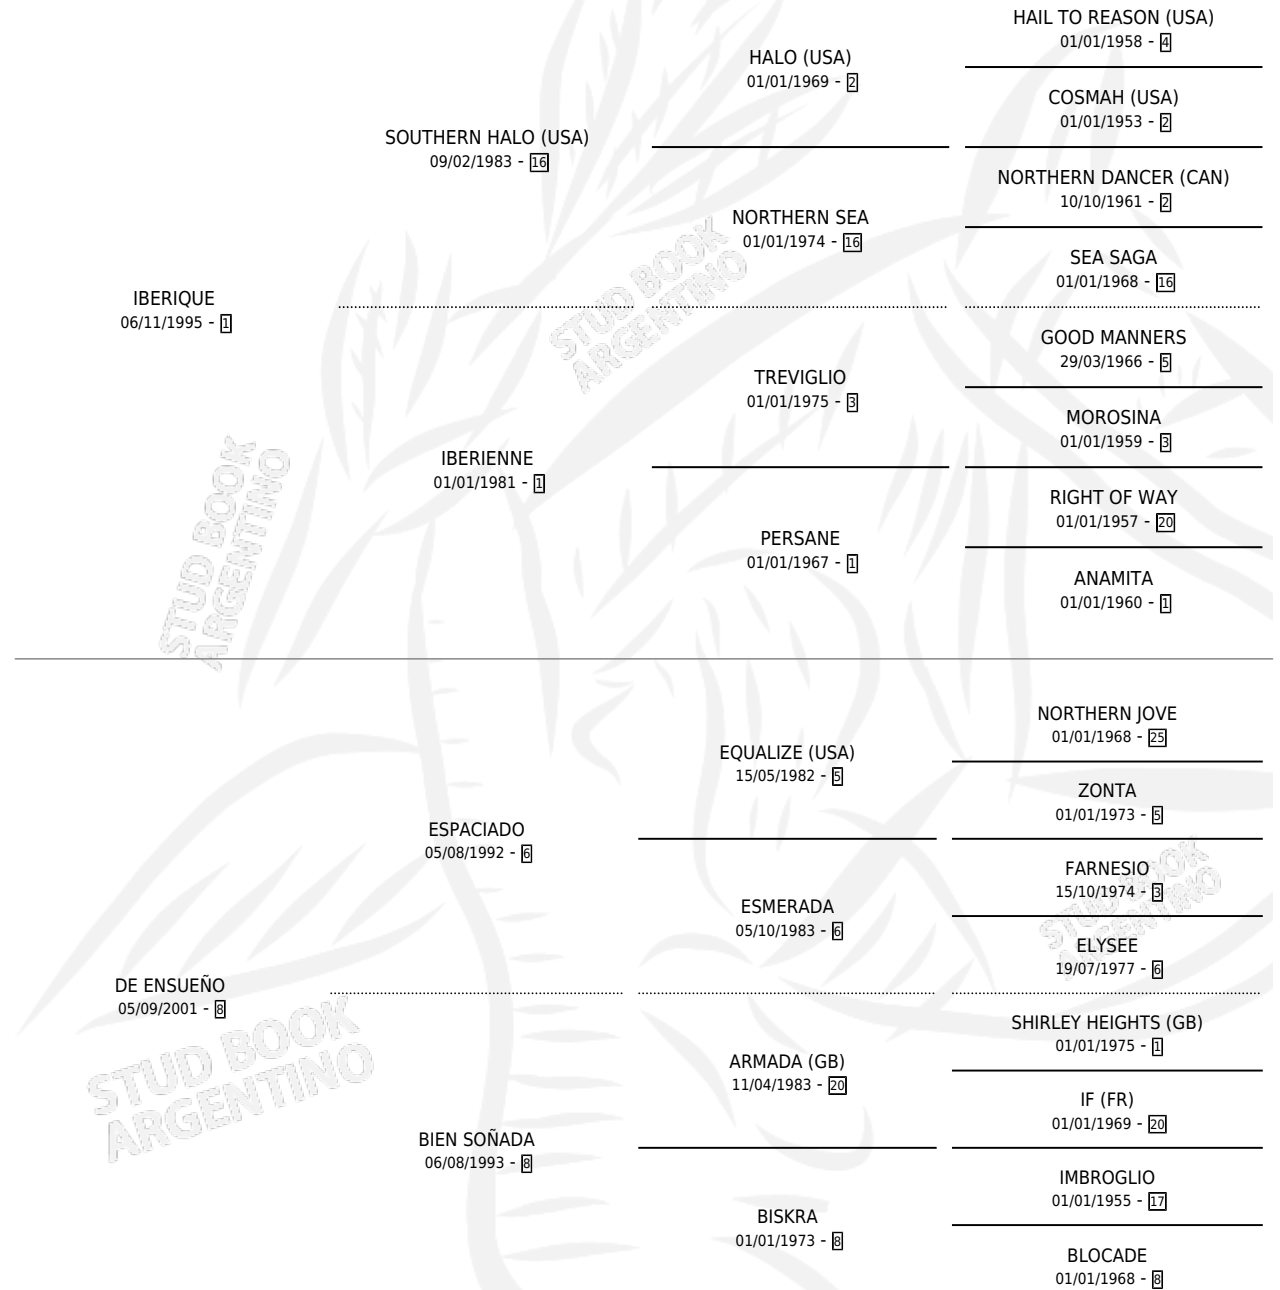 HAIL TO REASON (USA)
01/01/1958 - 4
HALO (USA)
01/01/1969 - 2
COSMAH (USA)
01/01/1953 - 2
SOUTHERN HALO (USA)
09/02/1983 - 16
NORTHERN DANCER (CAN)
10/10/1961 - 2
NORTHERN SEA
01/01/1974 - 16
SEA SAGA
01/01/1968 - 16
IBERIQUE
06/11/1995 - 1
GOOD MANNERS
29/03/1966 - 5
TREVIGLIO
01/01/1975 - 3
MOROSINA
01/01/1959 - 3
IBERIENNE
01/01/1981 - 1
RIGHT OF WAY
01/01/1957 - 20
PERSANE
01/01/1967 - 1
ANAMITA
01/01/1960 - 1
NORTHERN JOVE
01/01/1968 - 25
EQUALIZE (USA)
15/05/1982 - 5
ZONTA
01/01/1973 - 5
ESPACIADO
05/08/1992 - 6
FARNESIO
15/10/1974 - 3
ESMERADA
05/10/1983 - 6
ELYSEE
19/07/1977 - 6
DE ENSUEÑO
05/09/2001 - 8
SHIRLEY HEIGHTS (GB)
01/01/1975 - 1
ARMADA (GB)
11/04/1983 - 20
IF (FR)
01/01/1969 - 20
BIEN SOÑADA
06/08/1993 - 8
IMBROGLIO
01/01/1955 - 17
BISKRA
01/01/1973 - 8
BLOCADE
01/01/1968 - 8
STUD BOOK
ARGENTINO
STUD BOOK
ARGENTINO
STUD BOOK
ARGENTINO
STUD BOOK
ARGENTINO